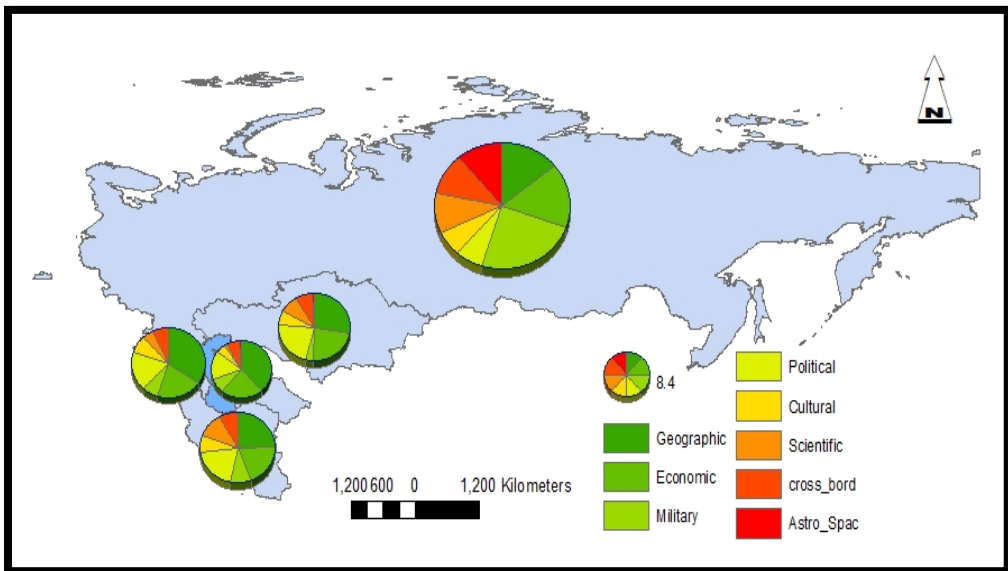 N
8.4
Geographic
Economic
Military
Political
Cultural
Scientific
cross_bord
Astro_Spac
1,200 600 0 1,200 Kilometers